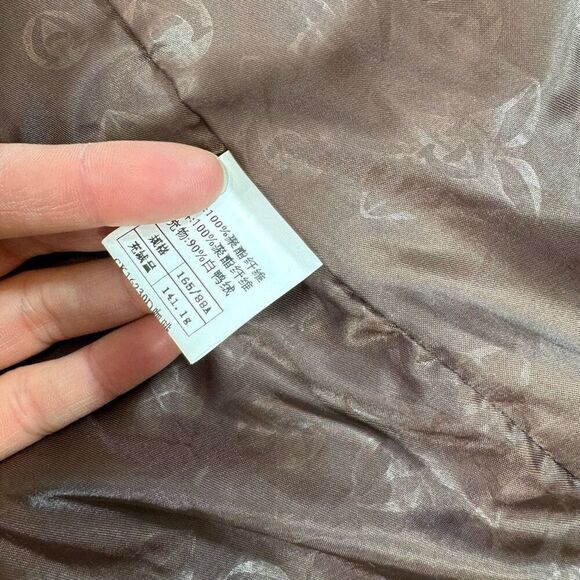 :100%聚酯纤维
:100%聚酯纤维
充物:90%白鸭绒
规格 165/88A
充绒量 141.1g